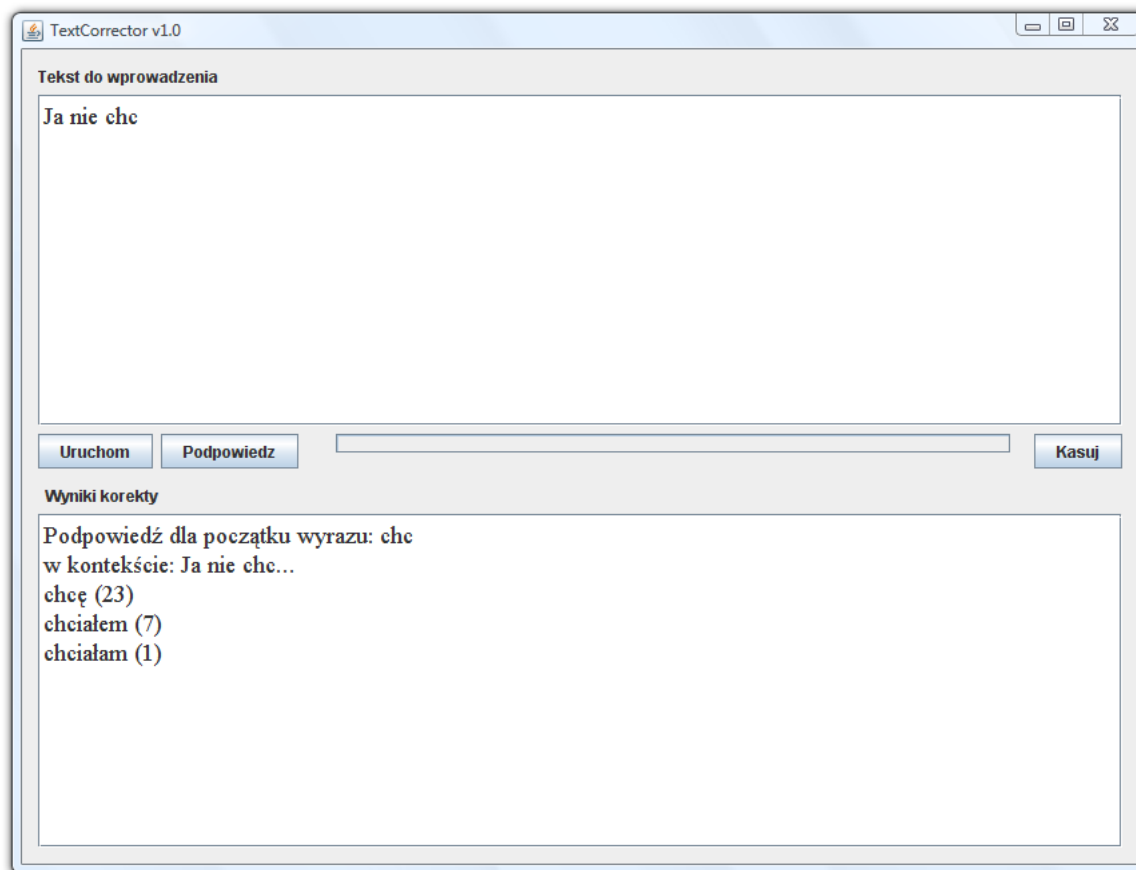 TextCorrector v1.0
Tekst do wprowadzenia
Ja nie chc
Uruchom Podpowiedz Kasuj
Wyniki korekty
Podpowiedź dla początku wyrazu: chc
w kontekście: Ja nie chc...
chcę (23)
chciałem (7)
chciałam (1)